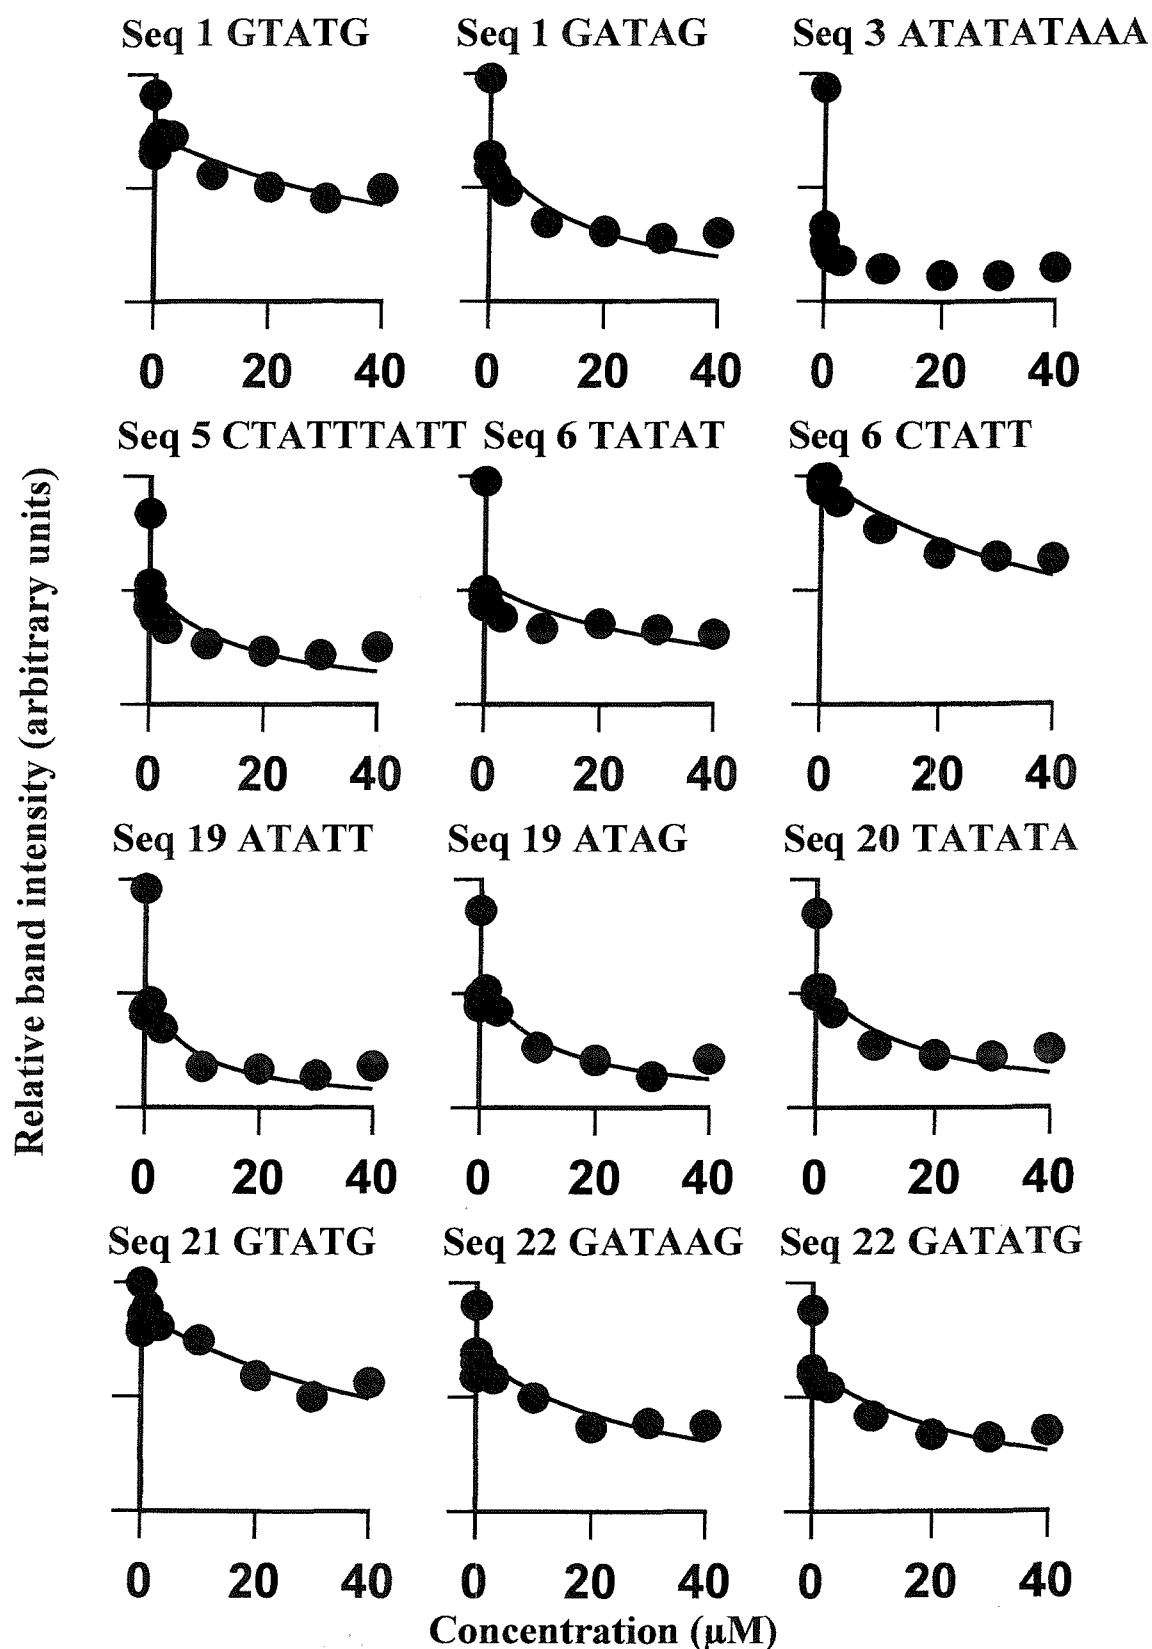 Seq 1 GTATG Seq 1 GATAG Seq 3 ATATATAAA
0 20 40 0 20 40 0 20 40
Seq 5 CTATTTATT Seq 6 TATAT Seq 6 CTATT
0 20 40 0 20 40 0 20 40
Relative band intensity (arbitrary units)
Seq 19 ATATT Seq 19 ATAG Seq 20 TATATA
0 20 40 0 20 40 0 20 40
Seq 21 GTATG Seq 22 GATAAG Seq 22 GATATG
0 20 40 0 20 40 0 20 40
Concentration (µM)